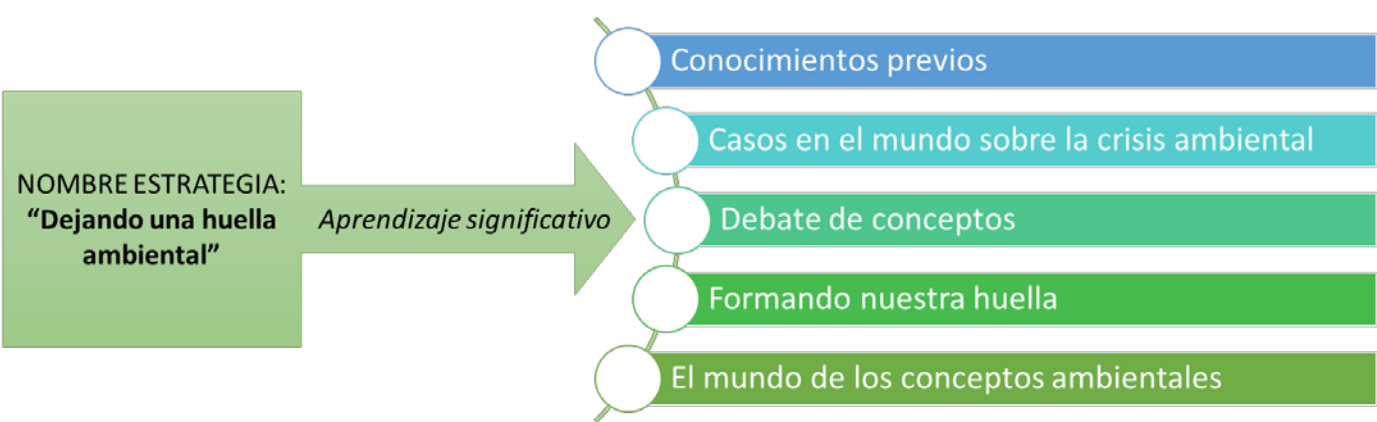 NOMBRE ESTRATEGIA:
“Dejando una huella
ambiental”
Aprendizaje significativo
Conocimientos previos
Casos en el mundo sobre la crisis ambiental
Debate de conceptos
Formando nuestra huella
El mundo de los conceptos ambientales